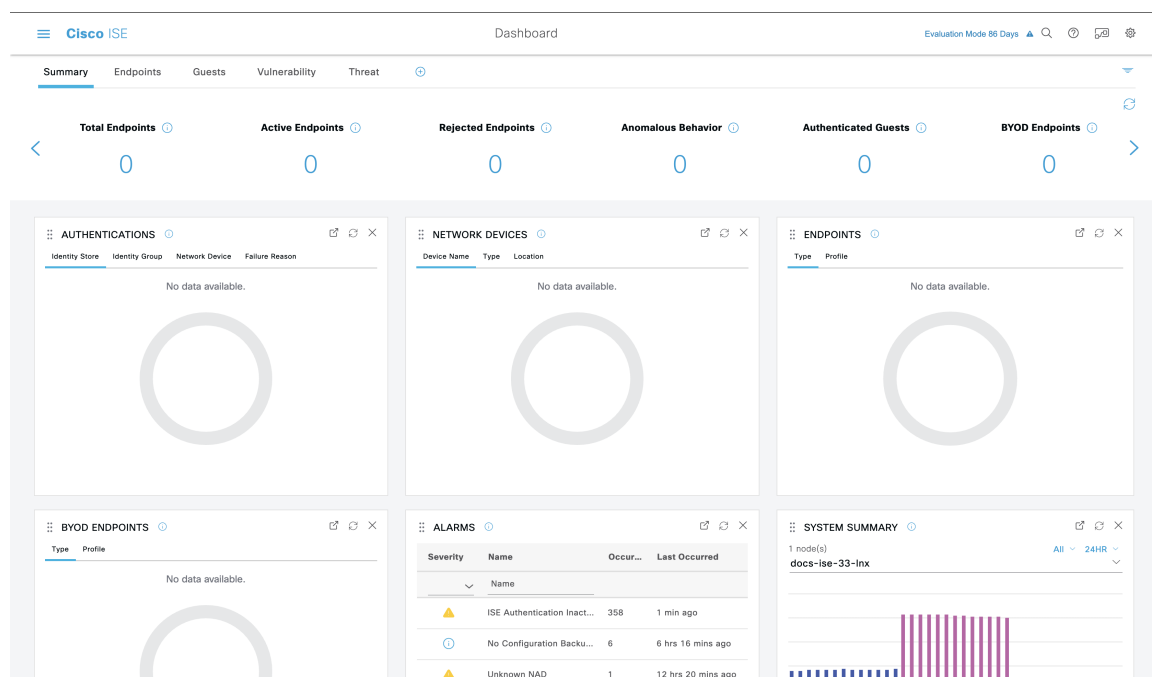 Cisco ISE
Dashboard
Evaluation Mode 86 Days
Summary Endpoints Guests Vulnerability Threat
Total Endpoints Active Endpoints Rejected Endpoints Anomalous Behavior Authenticated Guests BYOD Endpoints
0 0 0 0 0 0
AUTHENTICATIONS
Identity Store Identity Group Network Device Failure Reason
No data available.
NETWORK DEVICES
Device Name Type Location
No data available.
ENDPOINTS
Type Profile
No data available.
BYOD ENDPOINTS
Type Profile
No data available.
ALARMS
Severity Name Occur... Last Occurred
Name
ISE Authentication Inact... 358 1 min ago
No Configuration Backu... 6 6 hrs 16 mins ago
Unknown NAD 1 12 hrs 20 mins ago
SYSTEM SUMMARY
1 node(s) All 24HR
docs-ise-33-lnx